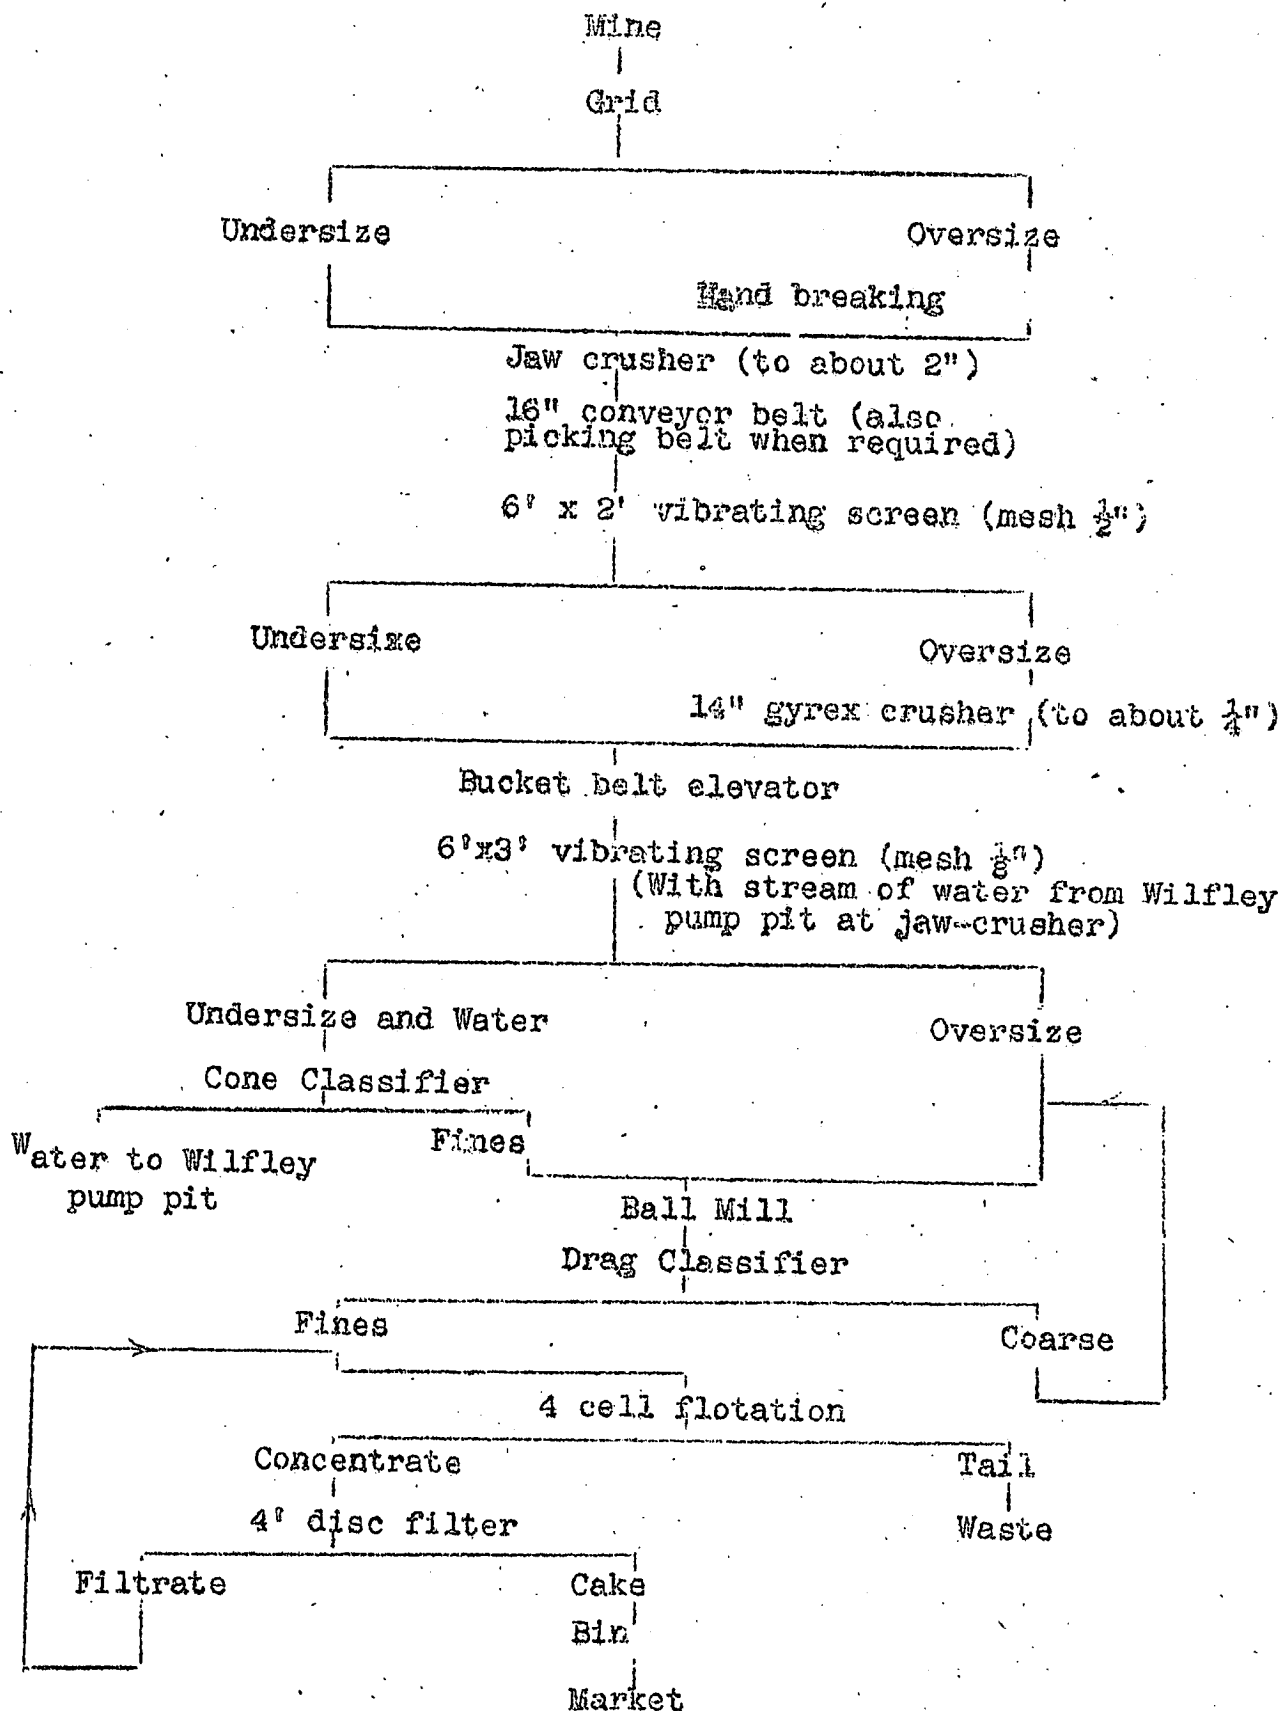 Mine
Grid
Undersize
Oversize
Hand breaking
Jaw crusher (to about 2")
16" conveyor belt (also
picking belt when required)
6' x 2' vibrating screen (mesh ½")
Undersize
Oversize
14" gyrex crusher (to about ¼")
Bucket belt elevator
6'x3' vibrating screen (mesh ⅛")
(With stream of water from Wilfley
pump pit at jaw-crusher)
Undersize and Water
Oversize
Cone Classifier
Water to Wilfley
pump pit
Fines
Ball Mill
Drag Classifier
Fines
Coarse
4 cell flotation
Concentrate
Tail
4' disc filter
Waste
Filtrate
Cake
Bin
Market